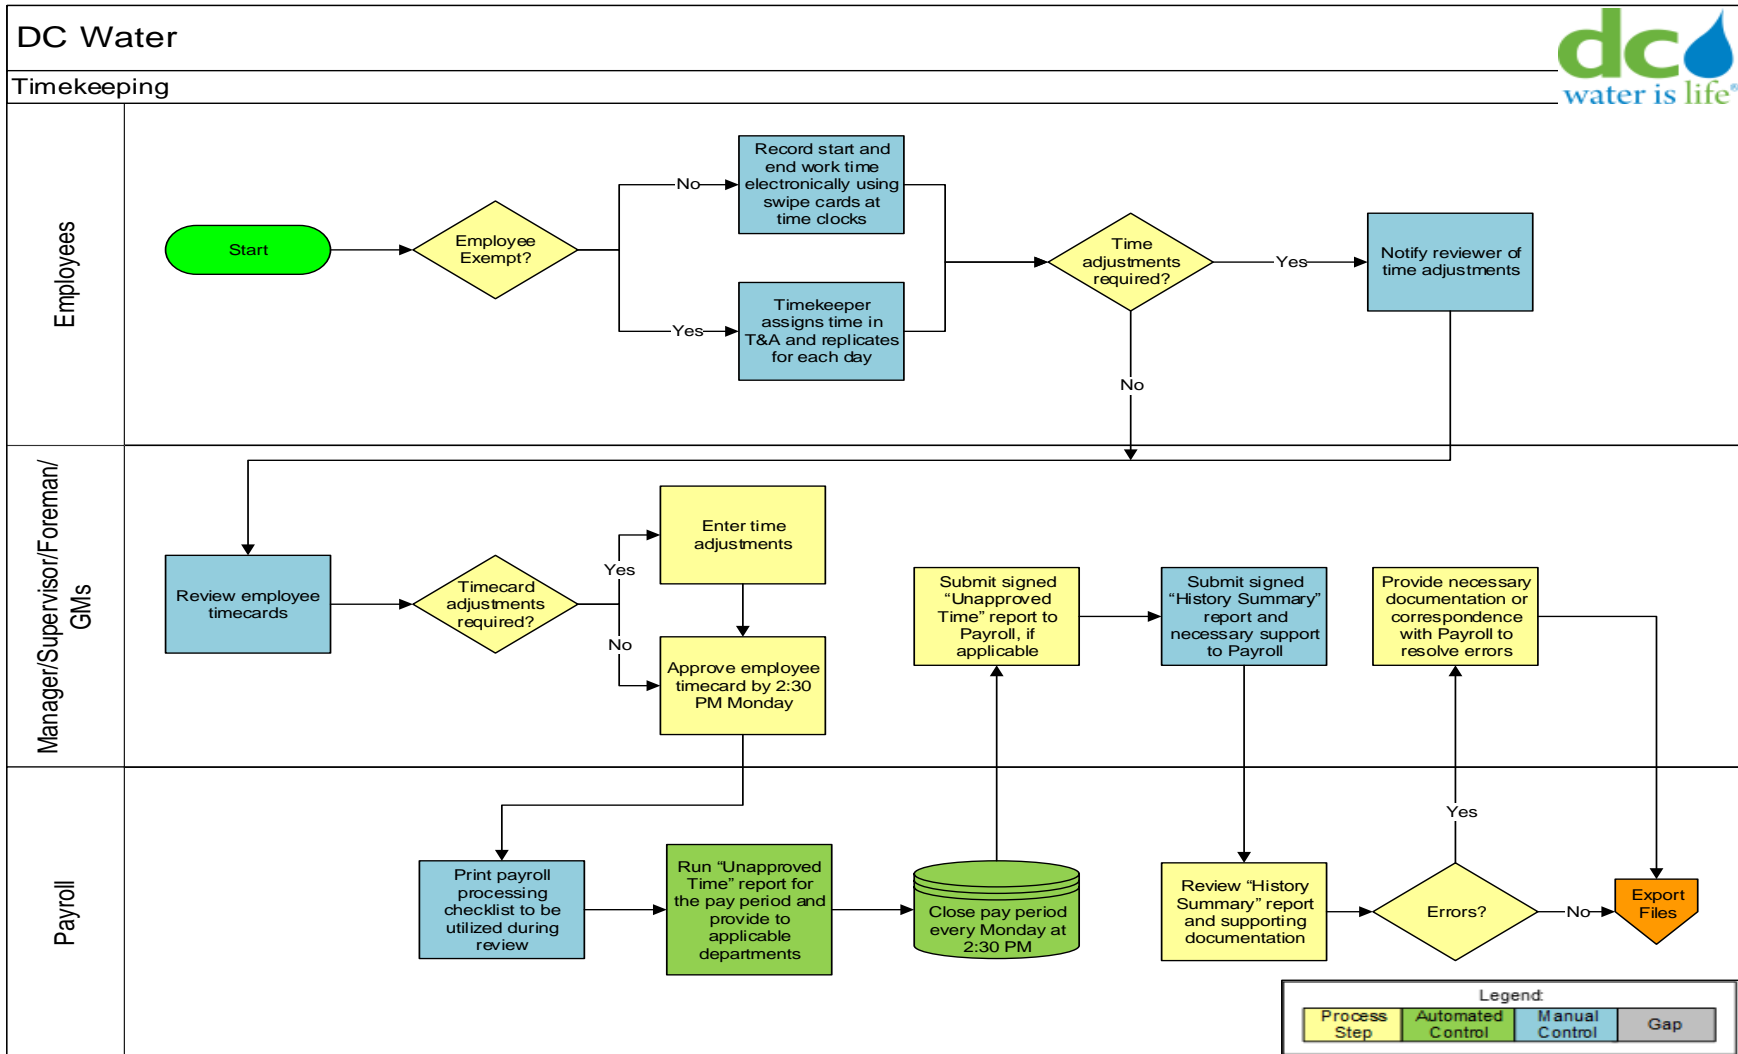 DC Water
dc
water is life®
Timekeeping
Employees
Start
Employee
Exempt?
No
Record start and
end work time
electronically using
swipe cards at
time clocks
Yes
Timekeeper
assigns time in
T&A and replicates
for each day
Time
adjustments
required?
Yes
Notify reviewer of
time adjustments
No
Manager/Supervisor/Foreman/
GMs
Review employee
timecards
Timecard
adjustments
required?
Yes
Enter time
adjustments
No
Approve employee
timecard by 2:30
PM Monday
Submit signed
“Unapproved
Time” report to
Payroll, if
applicable
Submit signed
“History Summary”
report and
necessary support
to Payroll
Provide necessary
documentation or
correspondence
with Payroll to
resolve errors
Payroll
Print payroll
processing
checklist to be
utilized during
review
Run “Unapproved
Time” report for
the pay period and
provide to
applicable
departments
Close pay period
every Monday at
2:30 PM
Review “History
Summary” report
and supporting
documentation
Errors?
Yes
No
Export
Files
Legend:
Process
Step
Automated
Control
Manual
Control
Gap